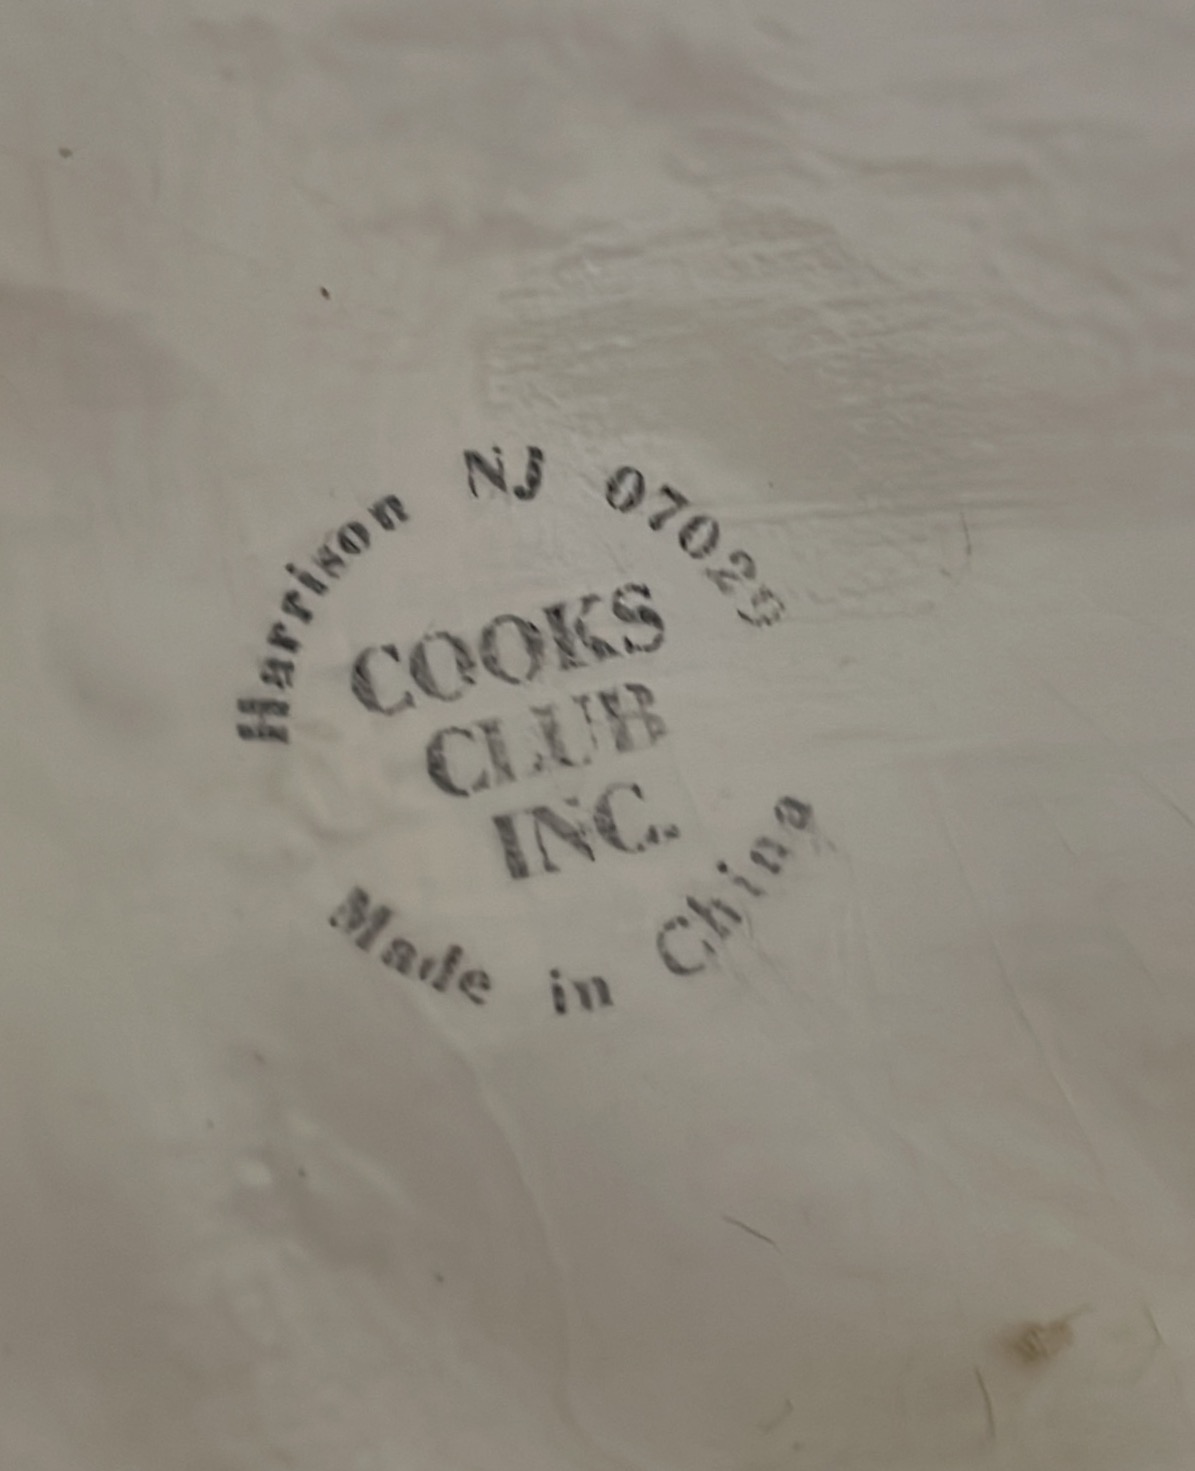 Harrison NJ 07029
COOKS
CLUB
INC.
Made in China